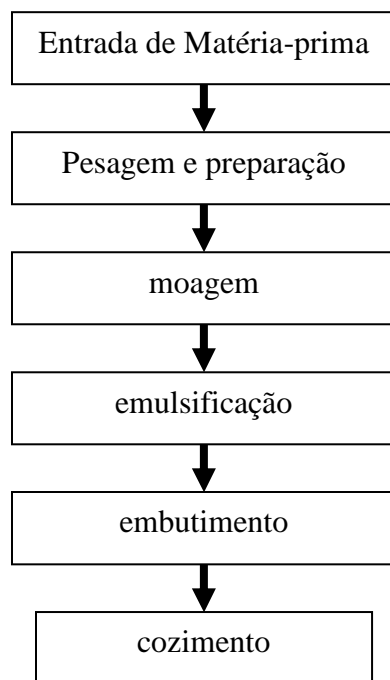 Entrada de Matéria-prima
Pesagem e preparação
moagem
emulsificação
embutimento
cozimento